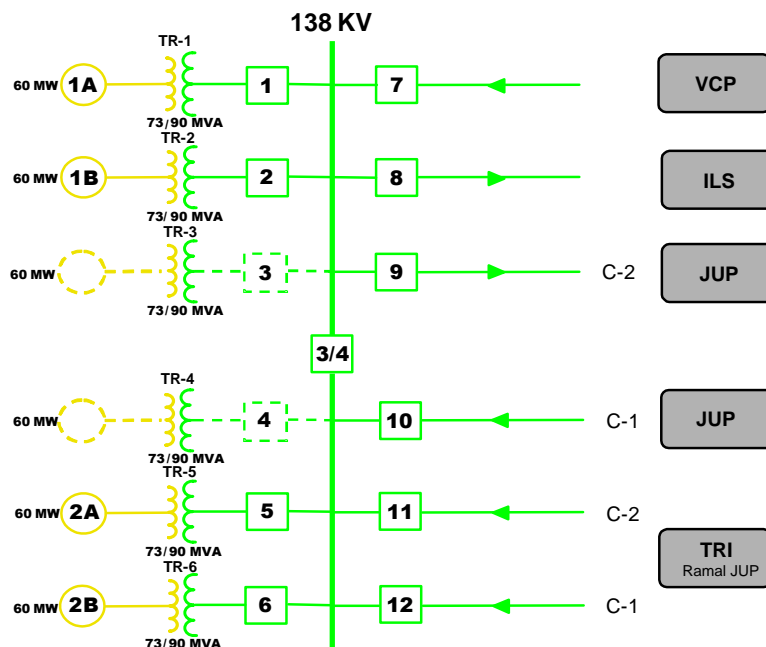 138 KV
TR-1
60 MW 1A 1 7 VCP
73/90 MVA
TR-2
60 MW 1B 2 8 ILS
73/90 MVA
TR-3
60 MW 3 9 C-2 JUP
73/90 MVA
3/4
TR-4
60 MW 4 10 C-1 JUP
73/90 MVA
TR-5
60 MW 2A 5 11 C-2
73/90 MVA
TRI
Ramal JUP
TR-6
60 MW 2B 6 12 C-1
73/90 MVA